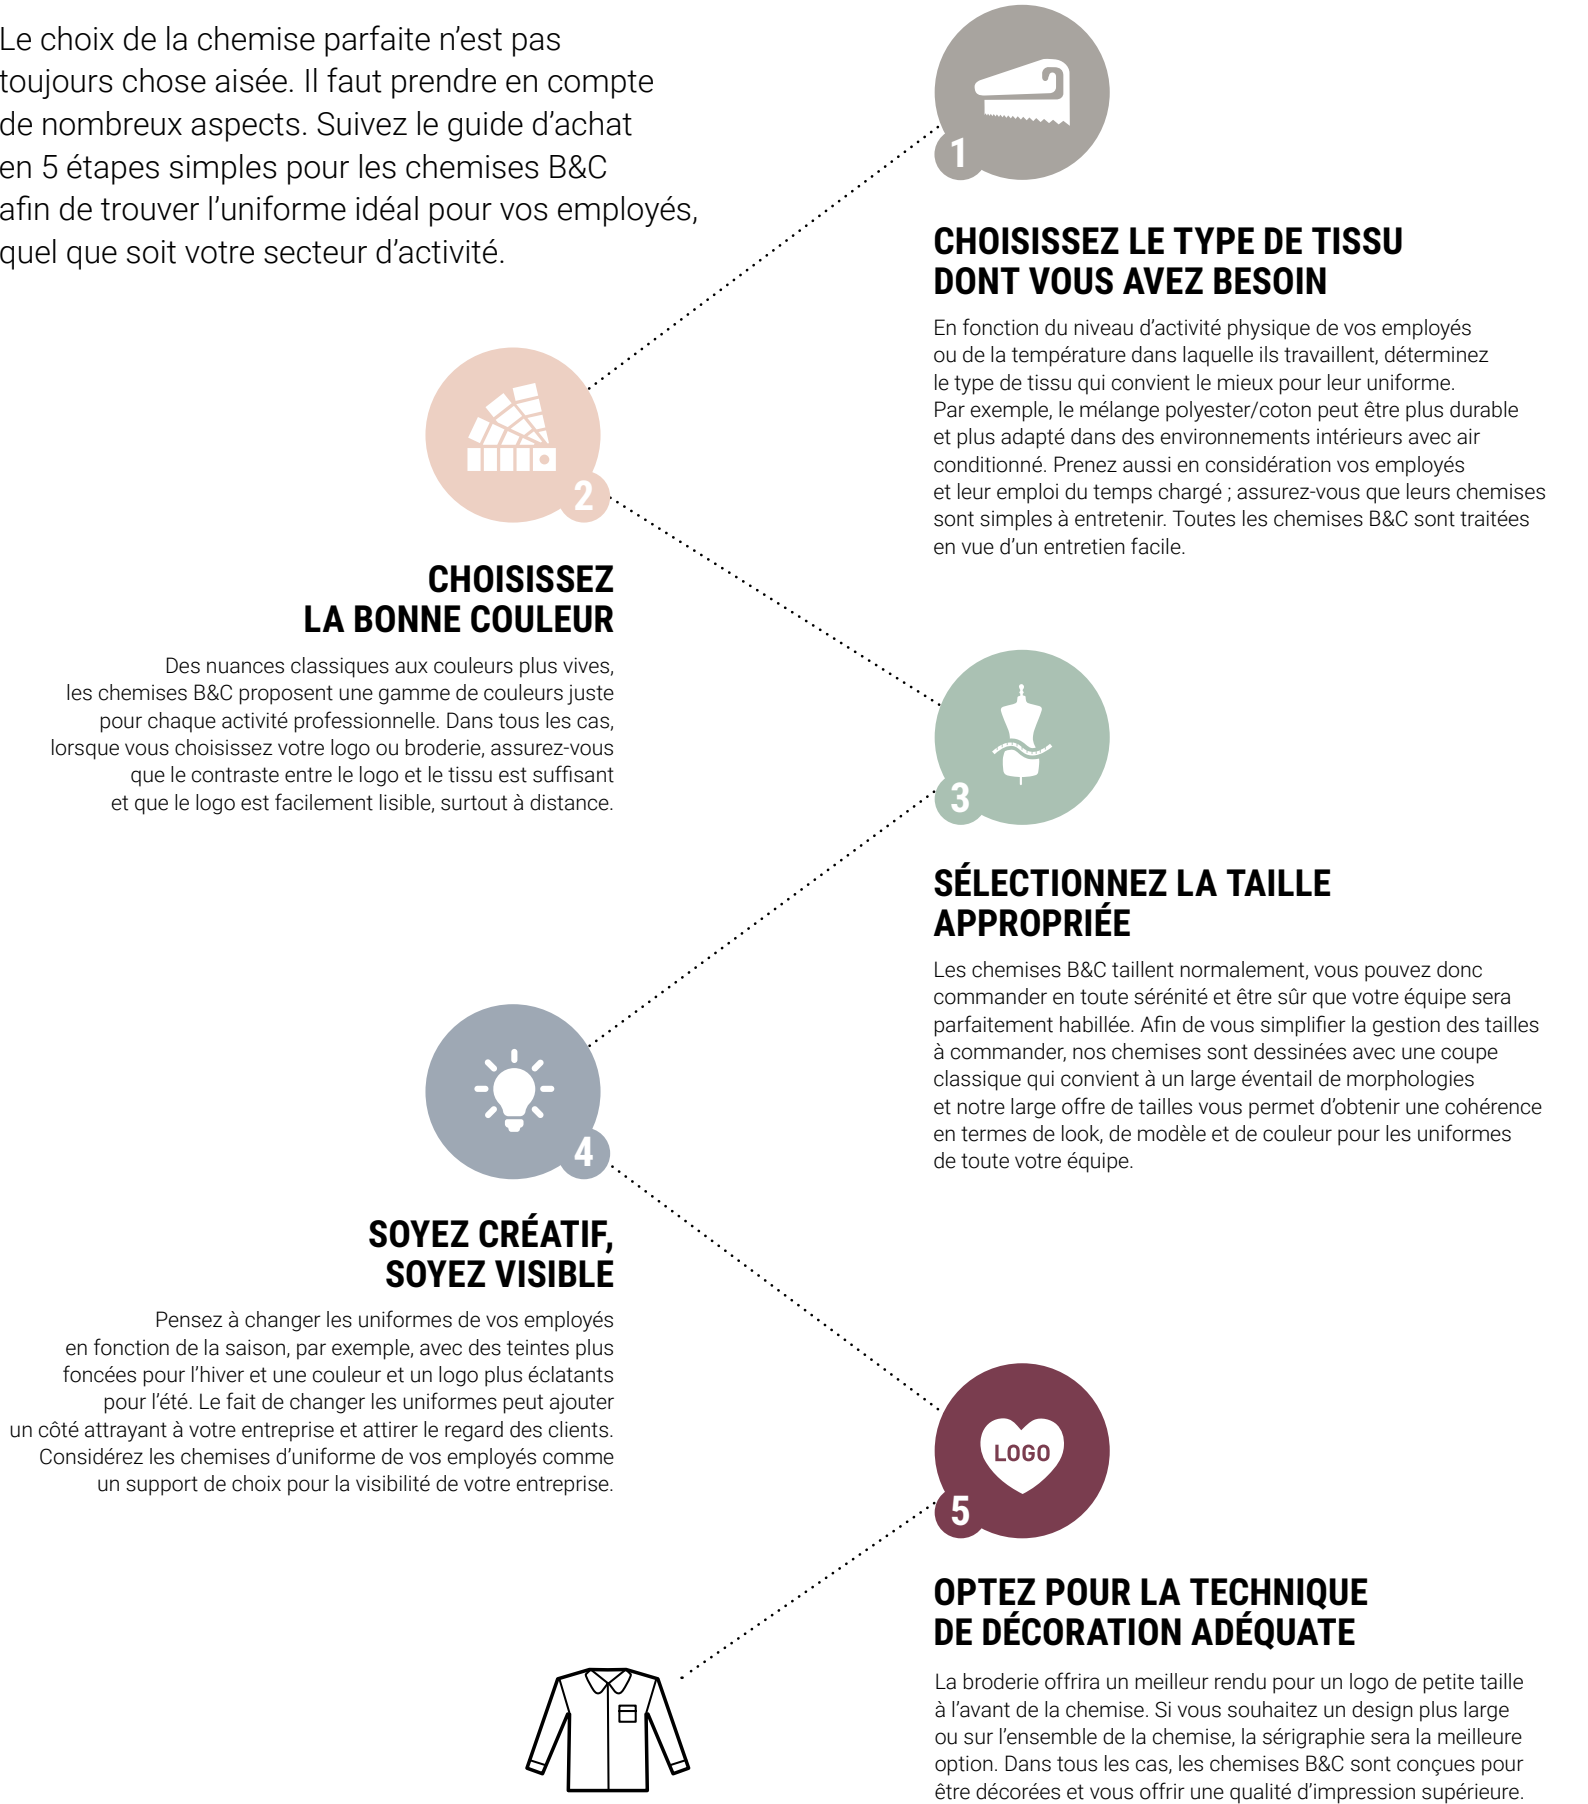 Le choix de la chemise parfaite n'est pas
toujours chose aisée. Il faut prendre en compte
de nombreux aspects. Suivez le guide d'achat
en 5 étapes simples pour les chemises B&C
afin de trouver l'uniforme idéal pour vos employés,
quel que soit votre secteur d'activité.
1
CHOISISSEZ LE TYPE DE TISSU
DONT VOUS AVEZ BESOIN
En fonction du niveau d'activité physique de vos employés
ou de la température dans laquelle ils travaillent, déterminez
le type de tissu qui convient le mieux pour leur uniforme.
Par exemple, le mélange polyester/coton peut être plus durable
et plus adapté dans des environnements intérieurs avec air
conditionné. Prenez aussi en considération vos employés
et leur emploi du temps chargé ; assurez-vous que leurs chemises
sont simples à entretenir. Toutes les chemises B&C sont traitées
en vue d'un entretien facile.
2
CHOISISSEZ
LA BONNE COULEUR
Des nuances classiques aux couleurs plus vives,
les chemises B&C proposent une gamme de couleurs juste
pour chaque activité professionnelle. Dans tous les cas,
lorsque vous choisissez votre logo ou broderie, assurez-vous
que le contraste entre le logo et le tissu est suffisant
et que le logo est facilement lisible, surtout à distance.
3
SÉLECTIONNEZ LA TAILLE
APPROPRIÉE
Les chemises B&C taillent normalement, vous pouvez donc
commander en toute sérénité et être sûr que votre équipe sera
parfaitement habillée. Afin de vous simplifier la gestion des tailles
à commander, nos chemises sont dessinées avec une coupe
classique qui convient à un large éventail de morphologies
et notre large offre de tailles vous permet d'obtenir une cohérence
en termes de look, de modèle et de couleur pour les uniformes
de toute votre équipe.
4
SOYEZ CRÉATIF,
SOYEZ VISIBLE
Pensez à changer les uniformes de vos employés
en fonction de la saison, par exemple, avec des teintes plus
foncées pour l'hiver et une couleur et un logo plus éclatants
pour l'été. Le fait de changer les uniformes peut ajouter
un côté attrayant à votre entreprise et attirer le regard des clients.
Considérez les chemises d'uniforme de vos employés comme
un support de choix pour la visibilité de votre entreprise.
LOGO
5
OPTEZ POUR LA TECHNIQUE
DE DÉCORATION ADÉQUATE
La broderie offrira un meilleur rendu pour un logo de petite taille
à l'avant de la chemise. Si vous souhaitez un design plus large
ou sur l'ensemble de la chemise, la sérigraphie sera la meilleure
option. Dans tous les cas, les chemises B&C sont conçues pour
être décorées et vous offrir une qualité d'impression supérieure.